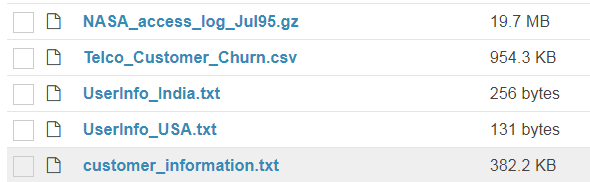 NASA_access_log_Jul95.gz 19.7 MB
Telco_Customer_Churn.csv 954.3 KB
UserInfo_India.txt 256 bytes
UserInfo_USA.txt 131 bytes
customer_information.txt 382.2 KB